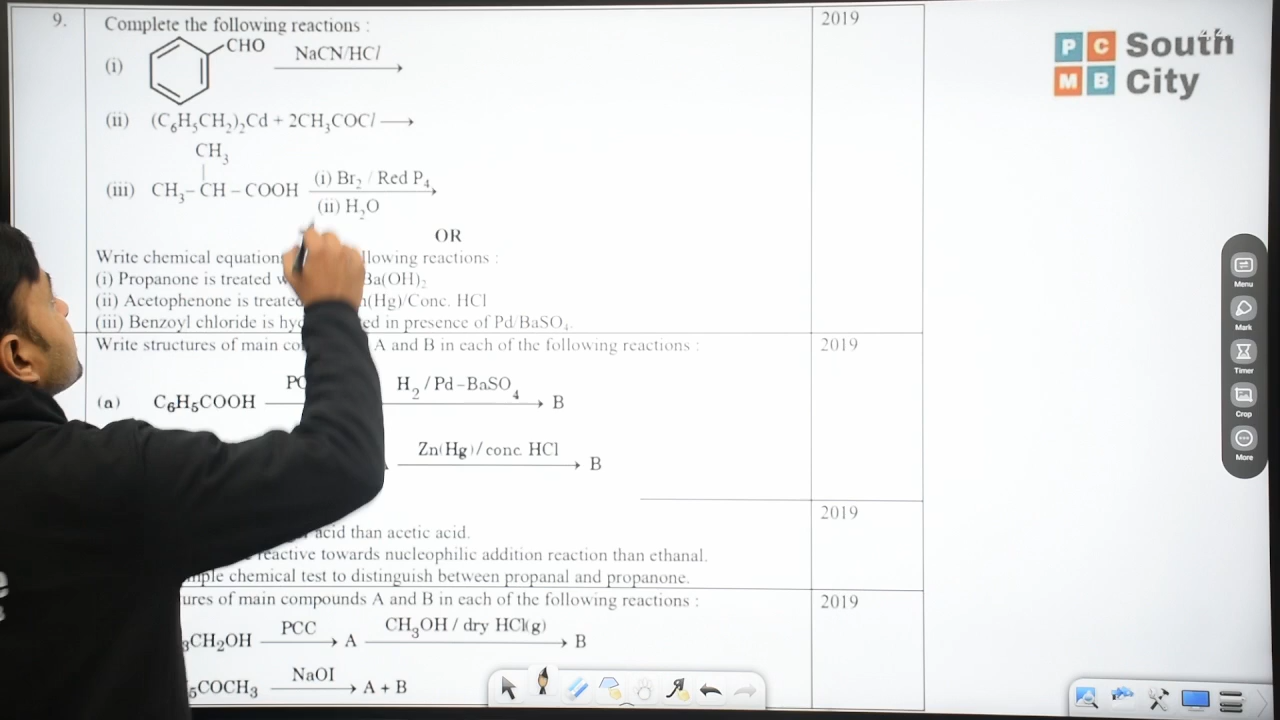 9. Complete the following reactions : 2019
(i) CHO NaCN/HCl
(ii) (C₆H₅CH₂)₂Cd + 2CH₃COCl ⟶
CH₃
|
(iii) CH₃– CH – COOH (i) Br₂ / Red P₄
(ii) H₂O
OR
Write chemical equation llowing reactions :
(i) Propanone is treated Ba(OH)₂
(ii) Acetophenone is treated (Hg)/Conc. HCl
(iii) Benzoyl chloride is ed in presence of Pd/BaSO₄.
Write structures of main A and B in each of the following reactions : 2019
(a) C₆H₅COOH PC H₂ / Pd–BaSO₄ B
Zn(Hg)/conc. HCl B
2019
acid than acetic acid.
reactive towards nucleophilic addition reaction than ethanal.
mple chemical test to distinguish between propanal and propanone.
ures of main compounds A and B in each of the following reactions : 2019
₃CH₂OH PCC A CH₃OH / dry HCl(g) B
₅COCH₃ NaOI A + B
P C M B South City
Menu
Mark
Timer
Crop
More